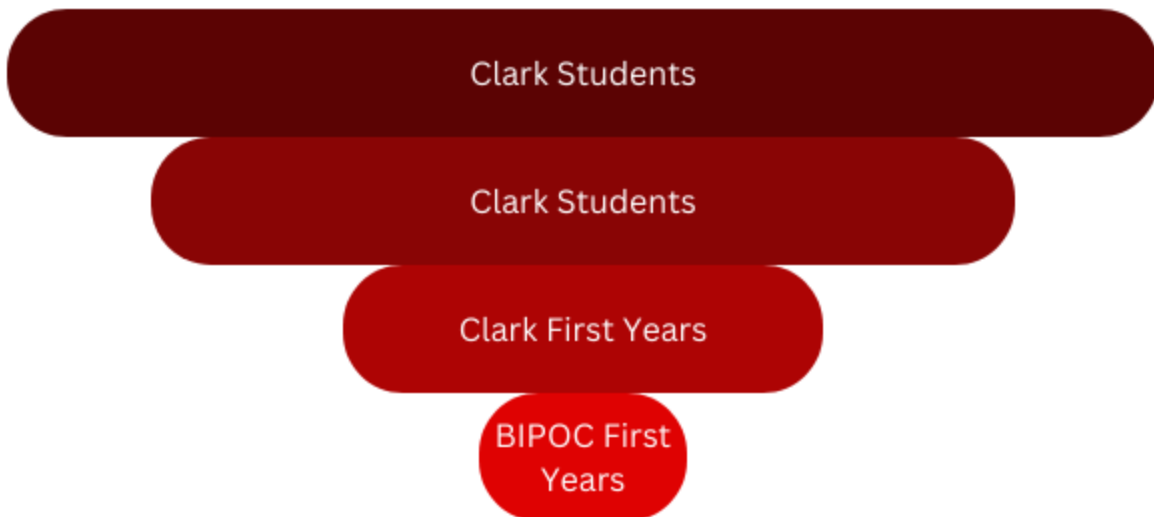 Clark Students
Clark Students
Clark First Years
BIPOC First
Years